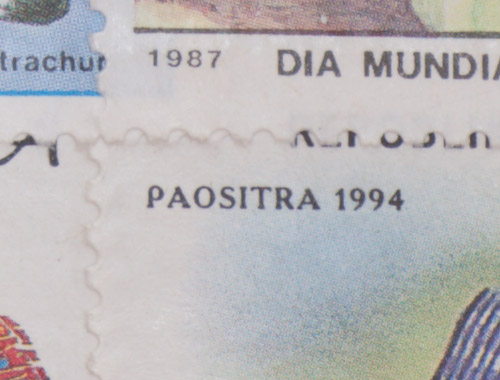 trachur
1987 DIA MUNDIA
PAOSITRA 1994